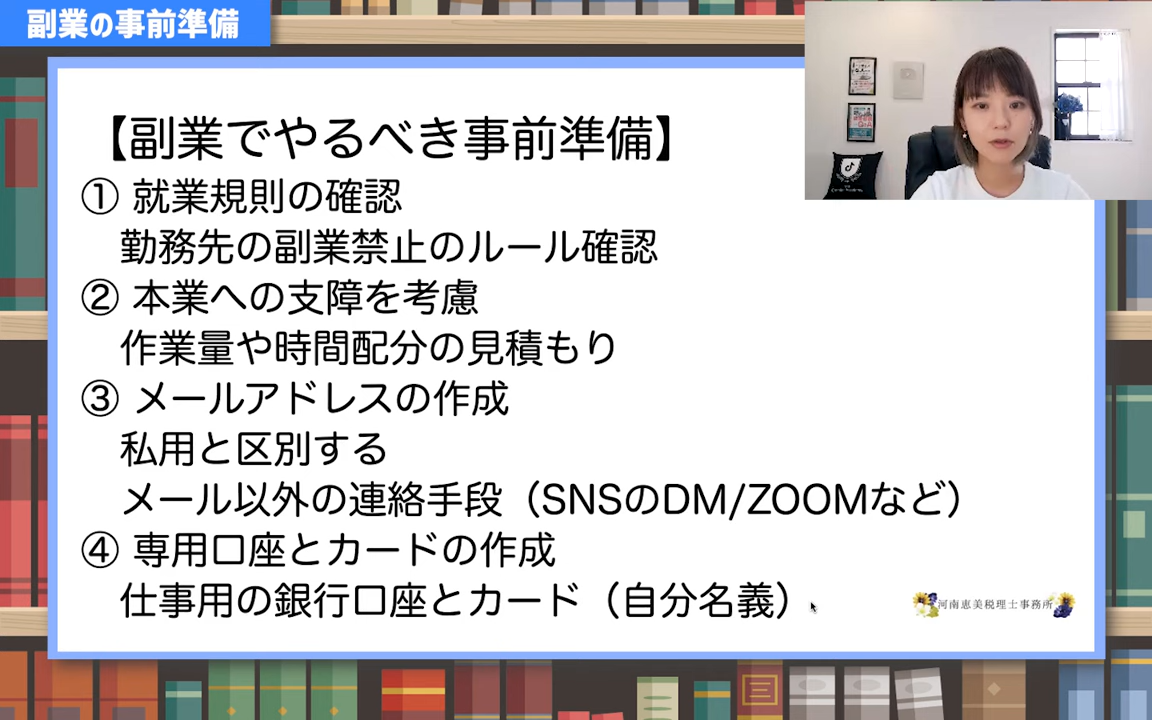 副業の事前準備
【副業でやるべき事前準備】
① 就業規則の確認
勤務先の副業禁止のルール確認
② 本業への支障を考慮
作業量や時間配分の見積もり
③ メールアドレスの作成
私用と区別する
メール以外の連絡手段（SNSのDM/ZOOMなど）
④ 専用口座とカードの作成
仕事用の銀行口座とカード（自分名義）
河南恵美税理士事務所